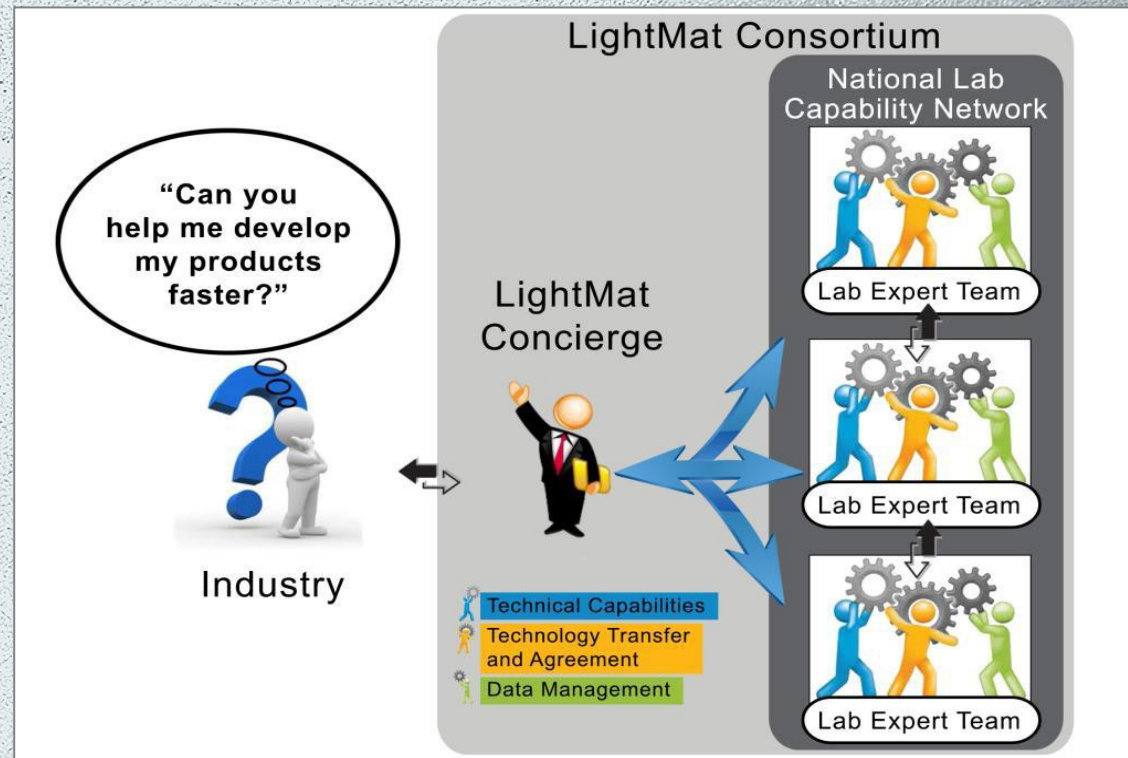 LightMat Consortium
National Lab
Capability Network
“Can you
help me develop
my products
faster?”
Lab Expert Team
LightMat
Concierge
Lab Expert Team
Industry
Technical Capabilities
Technology Transfer
and Agreement
Data Management
Lab Expert Team